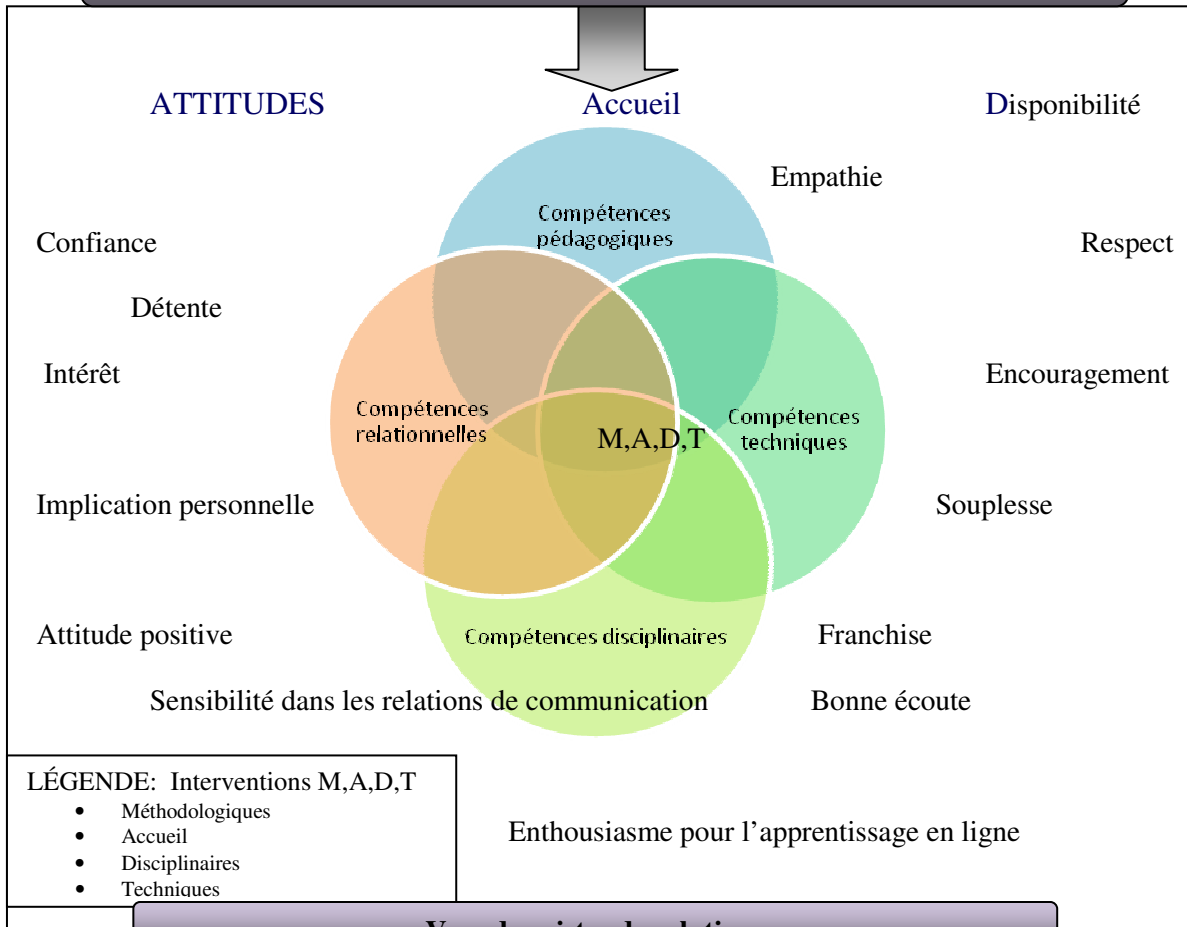 ATTITUDES Accueil Disponibilité
Empathie
Compétences
pédagogiques
Confiance Respect
Détente
Intérêt Encouragement
Compétences
relationnelles
Compétences
techniques
M,A,D,T
Implication personnelle Souplesse
Attitude positive Compétences disciplinaires Franchise
Sensibilité dans les relations de communication Bonne écoute
LÉGENDE: Interventions M,A,D,T
• Méthodologiques
• Accueil
• Disciplinaires
• Techniques
Enthousiasme pour l’apprentissage en ligne